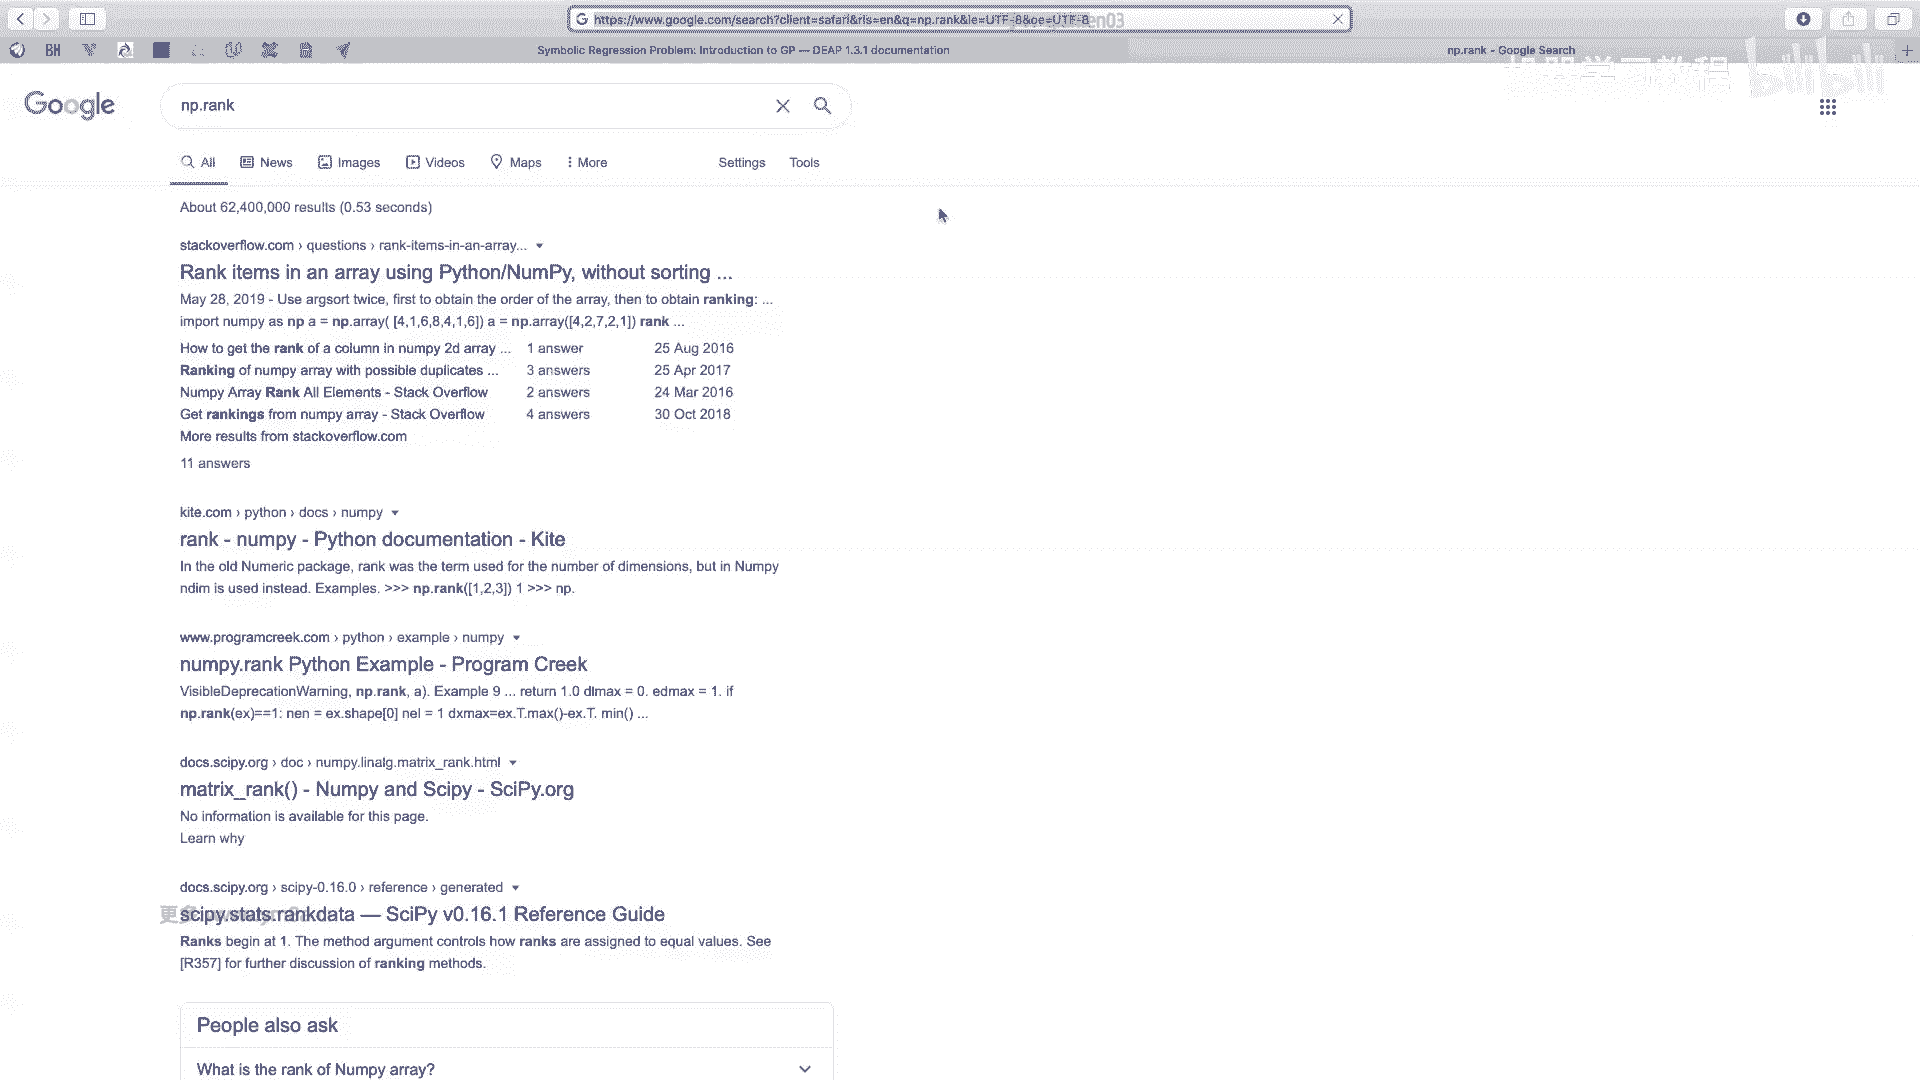 https://www.google.com/search?client=safari&rls=en&q=np.rank&ie=UTF-8&oe=UTF-8
BH
Symbolic Regression Problem: Introduction to GP — DEAP 1.3.1 documentation
np.rank - Google Search
机器学习教程 bilibili
Google
np.rank
All
News
Images
Videos
Maps
More
Settings
Tools
About 62,400,000 results (0.53 seconds)
stackoverflow.com › questions › rank-items-in-an-array...
Rank items in an array using Python/NumPy, without sorting ...
May 28, 2019 - Use argsort twice, first to obtain the order of the array, then to obtain ranking: ...
import numpy as np a = np.array( [4,1,6,8,4,1,6]) a = np.array([4,2,7,2,1]) rank ...
How to get the rank of a column in numpy 2d array ... 1 answer 25 Aug 2016
Ranking of numpy array with possible duplicates ... 3 answers 25 Apr 2017
Numpy Array Rank All Elements - Stack Overflow 2 answers 24 Mar 2016
Get rankings from numpy array - Stack Overflow 4 answers 30 Oct 2018
More results from stackoverflow.com
11 answers
kite.com › python › docs › numpy
rank - numpy - Python documentation - Kite
In the old Numeric package, rank was the term used for the number of dimensions, but in Numpy
ndim is used instead. Examples. >>> np.rank([1,2,3]) 1 >>> np.
www.programcreek.com › python › example › numpy
numpy.rank Python Example - Program Creek
VisibleDeprecationWarning, np.rank, a). Example 9 ... return 1.0 dlmax = 0. edmax = 1. if
np.rank(ex)==1: nen = ex.shape[0] nel = 1 dxmax=ex.T.max()-ex.T. min() ...
docs.scipy.org › doc › numpy.linalg.matrix_rank.html
matrix_rank() - Numpy and Scipy - SciPy.org
No information is available for this page.
Learn why
docs.scipy.org › scipy-0.16.0 › reference › generated
scipy.stats.rankdata — SciPy v0.16.1 Reference Guide
Ranks begin at 1. The method argument controls how ranks are assigned to equal values. See
[R357] for further discussion of ranking methods.
People also ask
What is the rank of Numpy array?